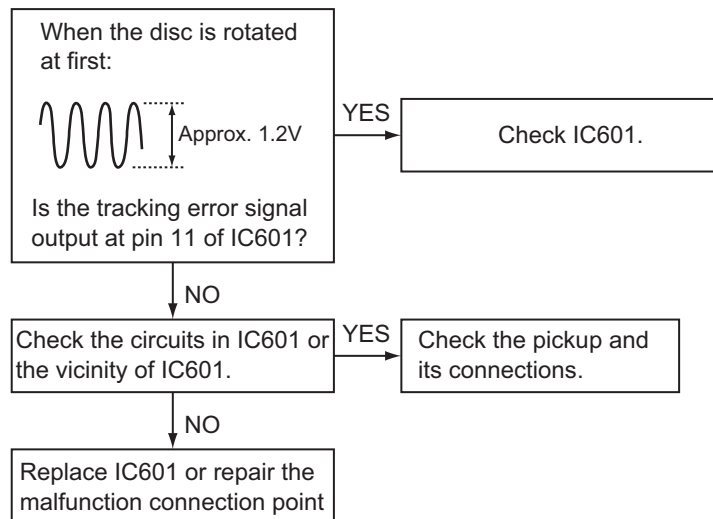 When the disc is rotated
at first:
Approx. 1.2V
Is the tracking error signal
output at pin 11 of IC601?
YES
Check IC601.
NO
Check the circuits in IC601 or
the vicinity of IC601.
YES
Check the pickup and
its connections.
NO
Replace IC601 or repair the
malfunction connection point